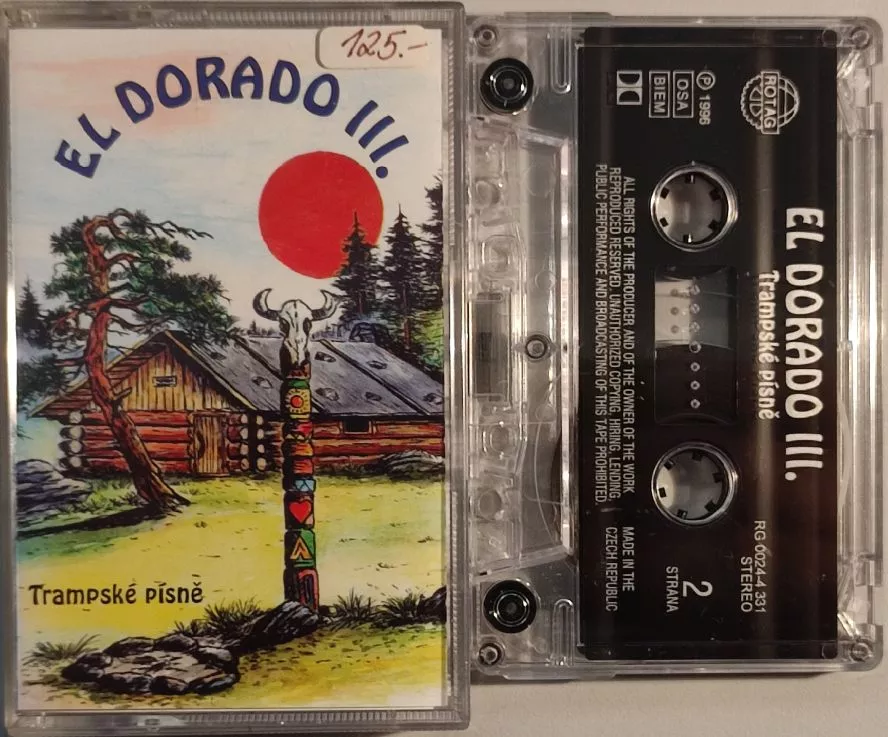 125.-
EL DORADO III.
Trampské písně
ROTAG
℗ 1996
OSA
BIEM
EL DORADO III.
Trampské písně
ALL RIGHTS OF THE PRODUCER AND OF THE OWNER OF THE WORK
REPRODUCED RESERVED. UNAUTHORIZED COPYING, HIRING, LENDING,
PUBLIC PERFORMANCE AND BROADCASTING OF THIS TAPE PROHIBITED.
MADE IN THE
CZECH REPUBLIC
2
STRANA
RG 0024-4 331
STEREO